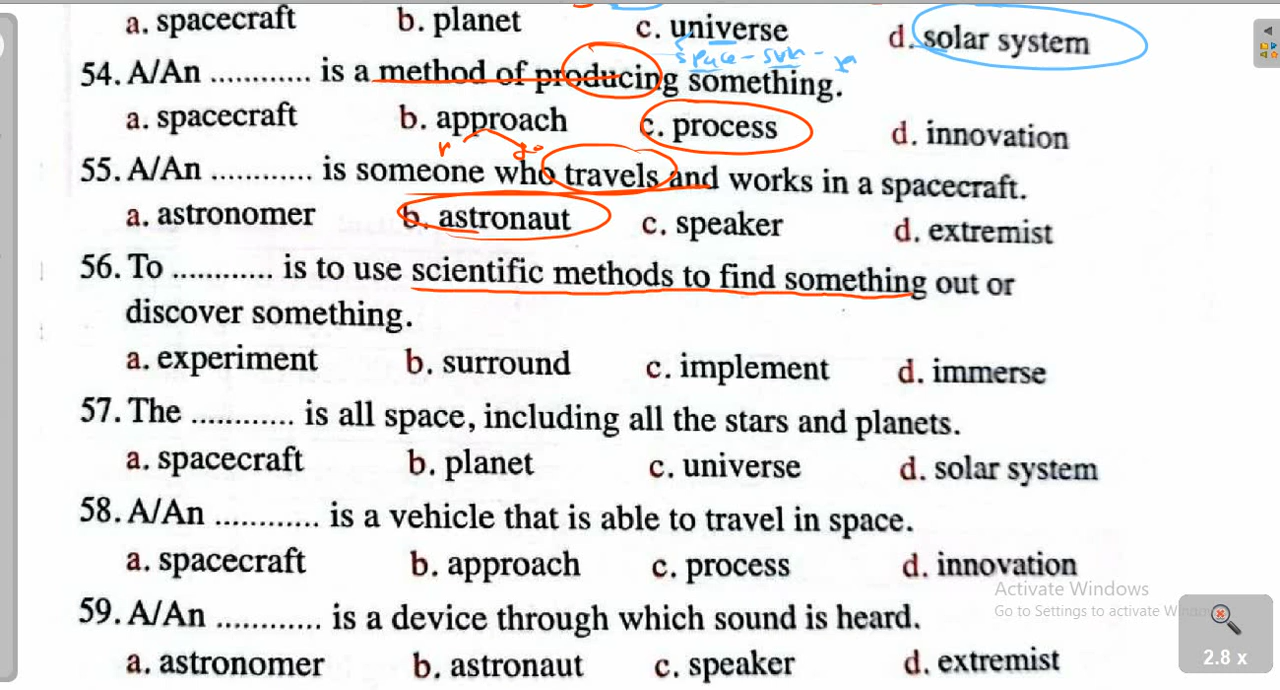 a. spacecraft b. planet c. universe d. solar system
space - sun -
54. A/An ............ is a method of producing something.
a. spacecraft b. approach c. process d. innovation
55. A/An ............ is someone who travels and works in a spacecraft.
a. astronomer b. astronaut c. speaker d. extremist
56. To ............ is to use scientific methods to find something out or
discover something.
a. experiment b. surround c. implement d. immerse
57. The ............ is all space, including all the stars and planets.
a. spacecraft b. planet c. universe d. solar system
58. A/An ............ is a vehicle that is able to travel in space.
a. spacecraft b. approach c. process d. innovation
Activate Windows
Go to Settings to activate
59. A/An ............ is a device through which sound is heard.
a. astronomer b. astronaut c. speaker d. extremist
2.8 x